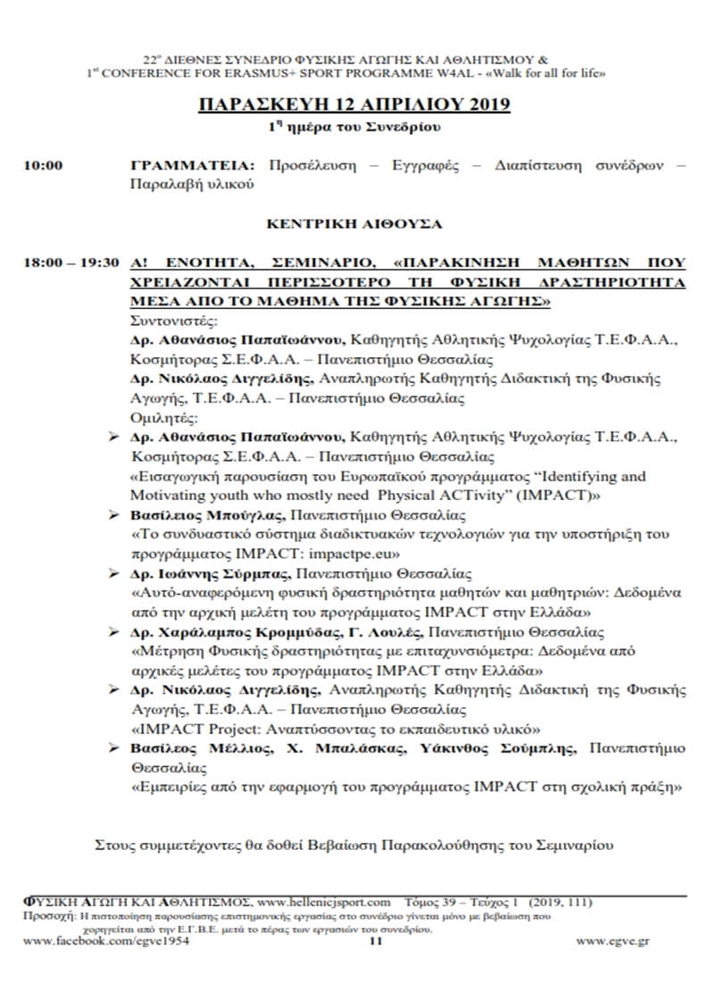 22ο ΔΙΕΘΝΕΣ ΣΥΝΕΔΡΙΟ ΦΥΣΙΚΗΣ ΑΓΩΓΗΣ ΚΑΙ ΑΘΛΗΤΙΣΜΟΥ &
1st CONFERENCE FOR ERASMUS+ SPORT PROGRAMME W4AL - «Walk for all for life»
ΠΑΡΑΣΚΕΥΗ 12 ΑΠΡΙΛΙΟΥ 2019
1η ημέρα του Συνεδρίου
10:00 ΓΡΑΜΜΑΤΕΙΑ: Προσέλευση – Εγγραφές – Διαπίστευση συνέδρων –
Παραλαβή υλικού
ΚΕΝΤΡΙΚΗ ΑΙΘΟΥΣΑ
18:00 – 19:30 Α! ΕΝΟΤΗΤΑ, ΣΕΜΙΝΑΡΙΟ, «ΠΑΡΑΚΙΝΗΣΗ ΜΑΘΗΤΩΝ ΠΟΥ
ΧΡΕΙΑΖΟΝΤΑΙ ΠΕΡΙΣΣΟΤΕΡΟ ΤΗ ΦΥΣΙΚΗ ΔΡΑΣΤΗΡΙΟΤΗΤΑ
ΜΕΣΑ ΑΠΟ ΤΟ ΜΑΘΗΜΑ ΤΗΣ ΦΥΣΙΚΗΣ ΑΓΩΓΗΣ»
Συντονιστές:
Δρ. Αθανάσιος Παπαϊωάννου, Καθηγητής Αθλητικής Ψυχολογίας Τ.Ε.Φ.Α.Α.,
Κοσμήτορας Σ.Ε.Φ.Α.Α. – Πανεπιστήμιο Θεσσαλίας
Δρ. Νικόλαος Διγγελίδης, Αναπληρωτής Καθηγητής Διδακτική της Φυσικής
Αγωγής, Τ.Ε.Φ.Α.Α. – Πανεπιστήμιο Θεσσαλίας
Ομιλητές:
➢ Δρ. Αθανάσιος Παπαϊωάννου, Καθηγητής Αθλητικής Ψυχολογίας Τ.Ε.Φ.Α.Α.,
Κοσμήτορας Σ.Ε.Φ.Α.Α. – Πανεπιστήμιο Θεσσαλίας
«Εισαγωγική παρουσίαση του Ευρωπαϊκού προγράμματος “Identifying and
Motivating youth who mostly need Physical ACTivity” (IMPACT)»
➢ Βασίλειος Μπούγλας, Πανεπιστήμιο Θεσσαλίας
«Το συνδυαστικό σύστημα διαδικτυακών τεχνολογιών για την υποστήριξη του
προγράμματος IMPACT: impactpe.eu»
➢ Δρ. Ιωάννης Σύρμπας, Πανεπιστήμιο Θεσσαλίας
«Αυτό-αναφερόμενη φυσική δραστηριότητα μαθητών και μαθητριών: Δεδομένα
από την αρχική μελέτη του προγράμματος IMPACT στην Ελλάδα»
➢ Δρ. Χαράλαμπος Κρομμύδας, Γ. Λουλές, Πανεπιστήμιο Θεσσαλίας
«Μέτρηση Φυσικής δραστηριότητας με επιταχυνσιόμετρα: Δεδομένα από
αρχικές μελέτες του προγράμματος IMPACT στην Ελλάδα»
➢ Δρ. Νικόλαος Διγγελίδης, Αναπληρωτής Καθηγητής Διδακτική της Φυσικής
Αγωγής, Τ.Ε.Φ.Α.Α. – Πανεπιστήμιο Θεσσαλίας
«IMPACT Project: Αναπτύσσοντας το εκπαιδευτικό υλικό»
➢ Βασίλεος Μέλλιος, Χ. Μπαλάσκας, Υάκινθος Σούμπλης, Πανεπιστήμιο
Θεσσαλίας
«Εμπειρίες από την εφαρμογή του προγράμματος IMPACT στη σχολική πράξη»
Στους συμμετέχοντες θα δοθεί Βεβαίωση Παρακολούθησης του Σεμιναρίου
ΦΥΣΙΚΗ ΑΓΩΓΗ ΚΑΙ ΑΘΛΗΤΙΣΜΟΣ, www.hellenicjsport.com Τόμος 39 – Τεύχος 1 (2019, 111)
Προσοχή: Η πιστοποίηση παρουσίασης επιστημονικής εργασίας στο συνέδριο γίνεται μόνο με βεβαίωση που
χορηγείται από την Ε.Γ.Β.Ε. μετά το πέρας των εργασιών του συνεδρίου.
www.facebook.com/egve1954 11 www.egve.gr